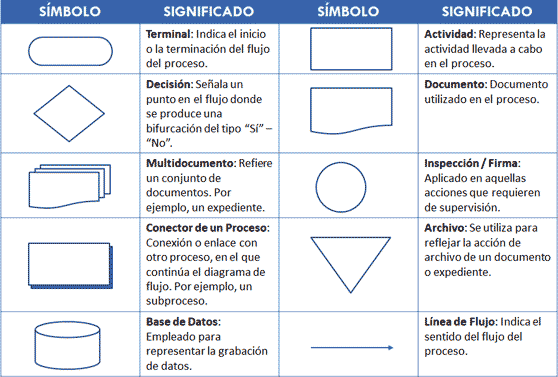 SÍMBOLO
SIGNIFICADO
SÍMBOLO
SIGNIFICADO
Terminal: Indica el inicio
o la terminación del flujo
del proceso.
Actividad: Representa la
actividad llevada a cabo
en el proceso.
Decisión: Señala un
punto en el flujo donde
se produce una
bifurcación del tipo “Sí” –
“No”.
Documento: Documento
utilizado en el proceso.
Multidocumento: Refiere
un conjunto de
documentos. Por
ejemplo, un expediente.
Inspección / Firma:
Aplicado en aquellas
acciones que requieren
de supervisión.
Conector de un Proceso:
Conexión o enlace con
otro proceso, en el que
continúa el diagrama de
flujo. Por ejemplo, un
subproceso.
Archivo: Se utiliza para
reflejar la acción de
archivo de un documento
o expediente.
Base de Datos:
Empleado para
representar la grabación
de datos.
Línea de Flujo: Indica el
sentido del flujo del
proceso.